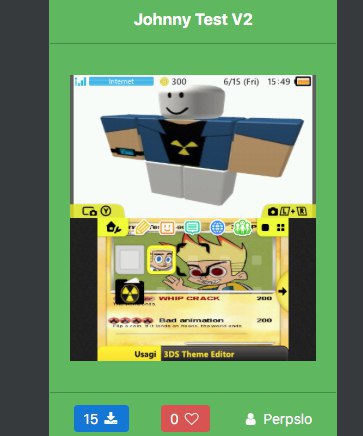 Johnny Test V2
Internet
300
6/15 (Fri)
15:49
Y
L+R
WHIP CRACK 200
Bad animation 200
Usagi 3DS Theme Editor
15
0
Perpslo